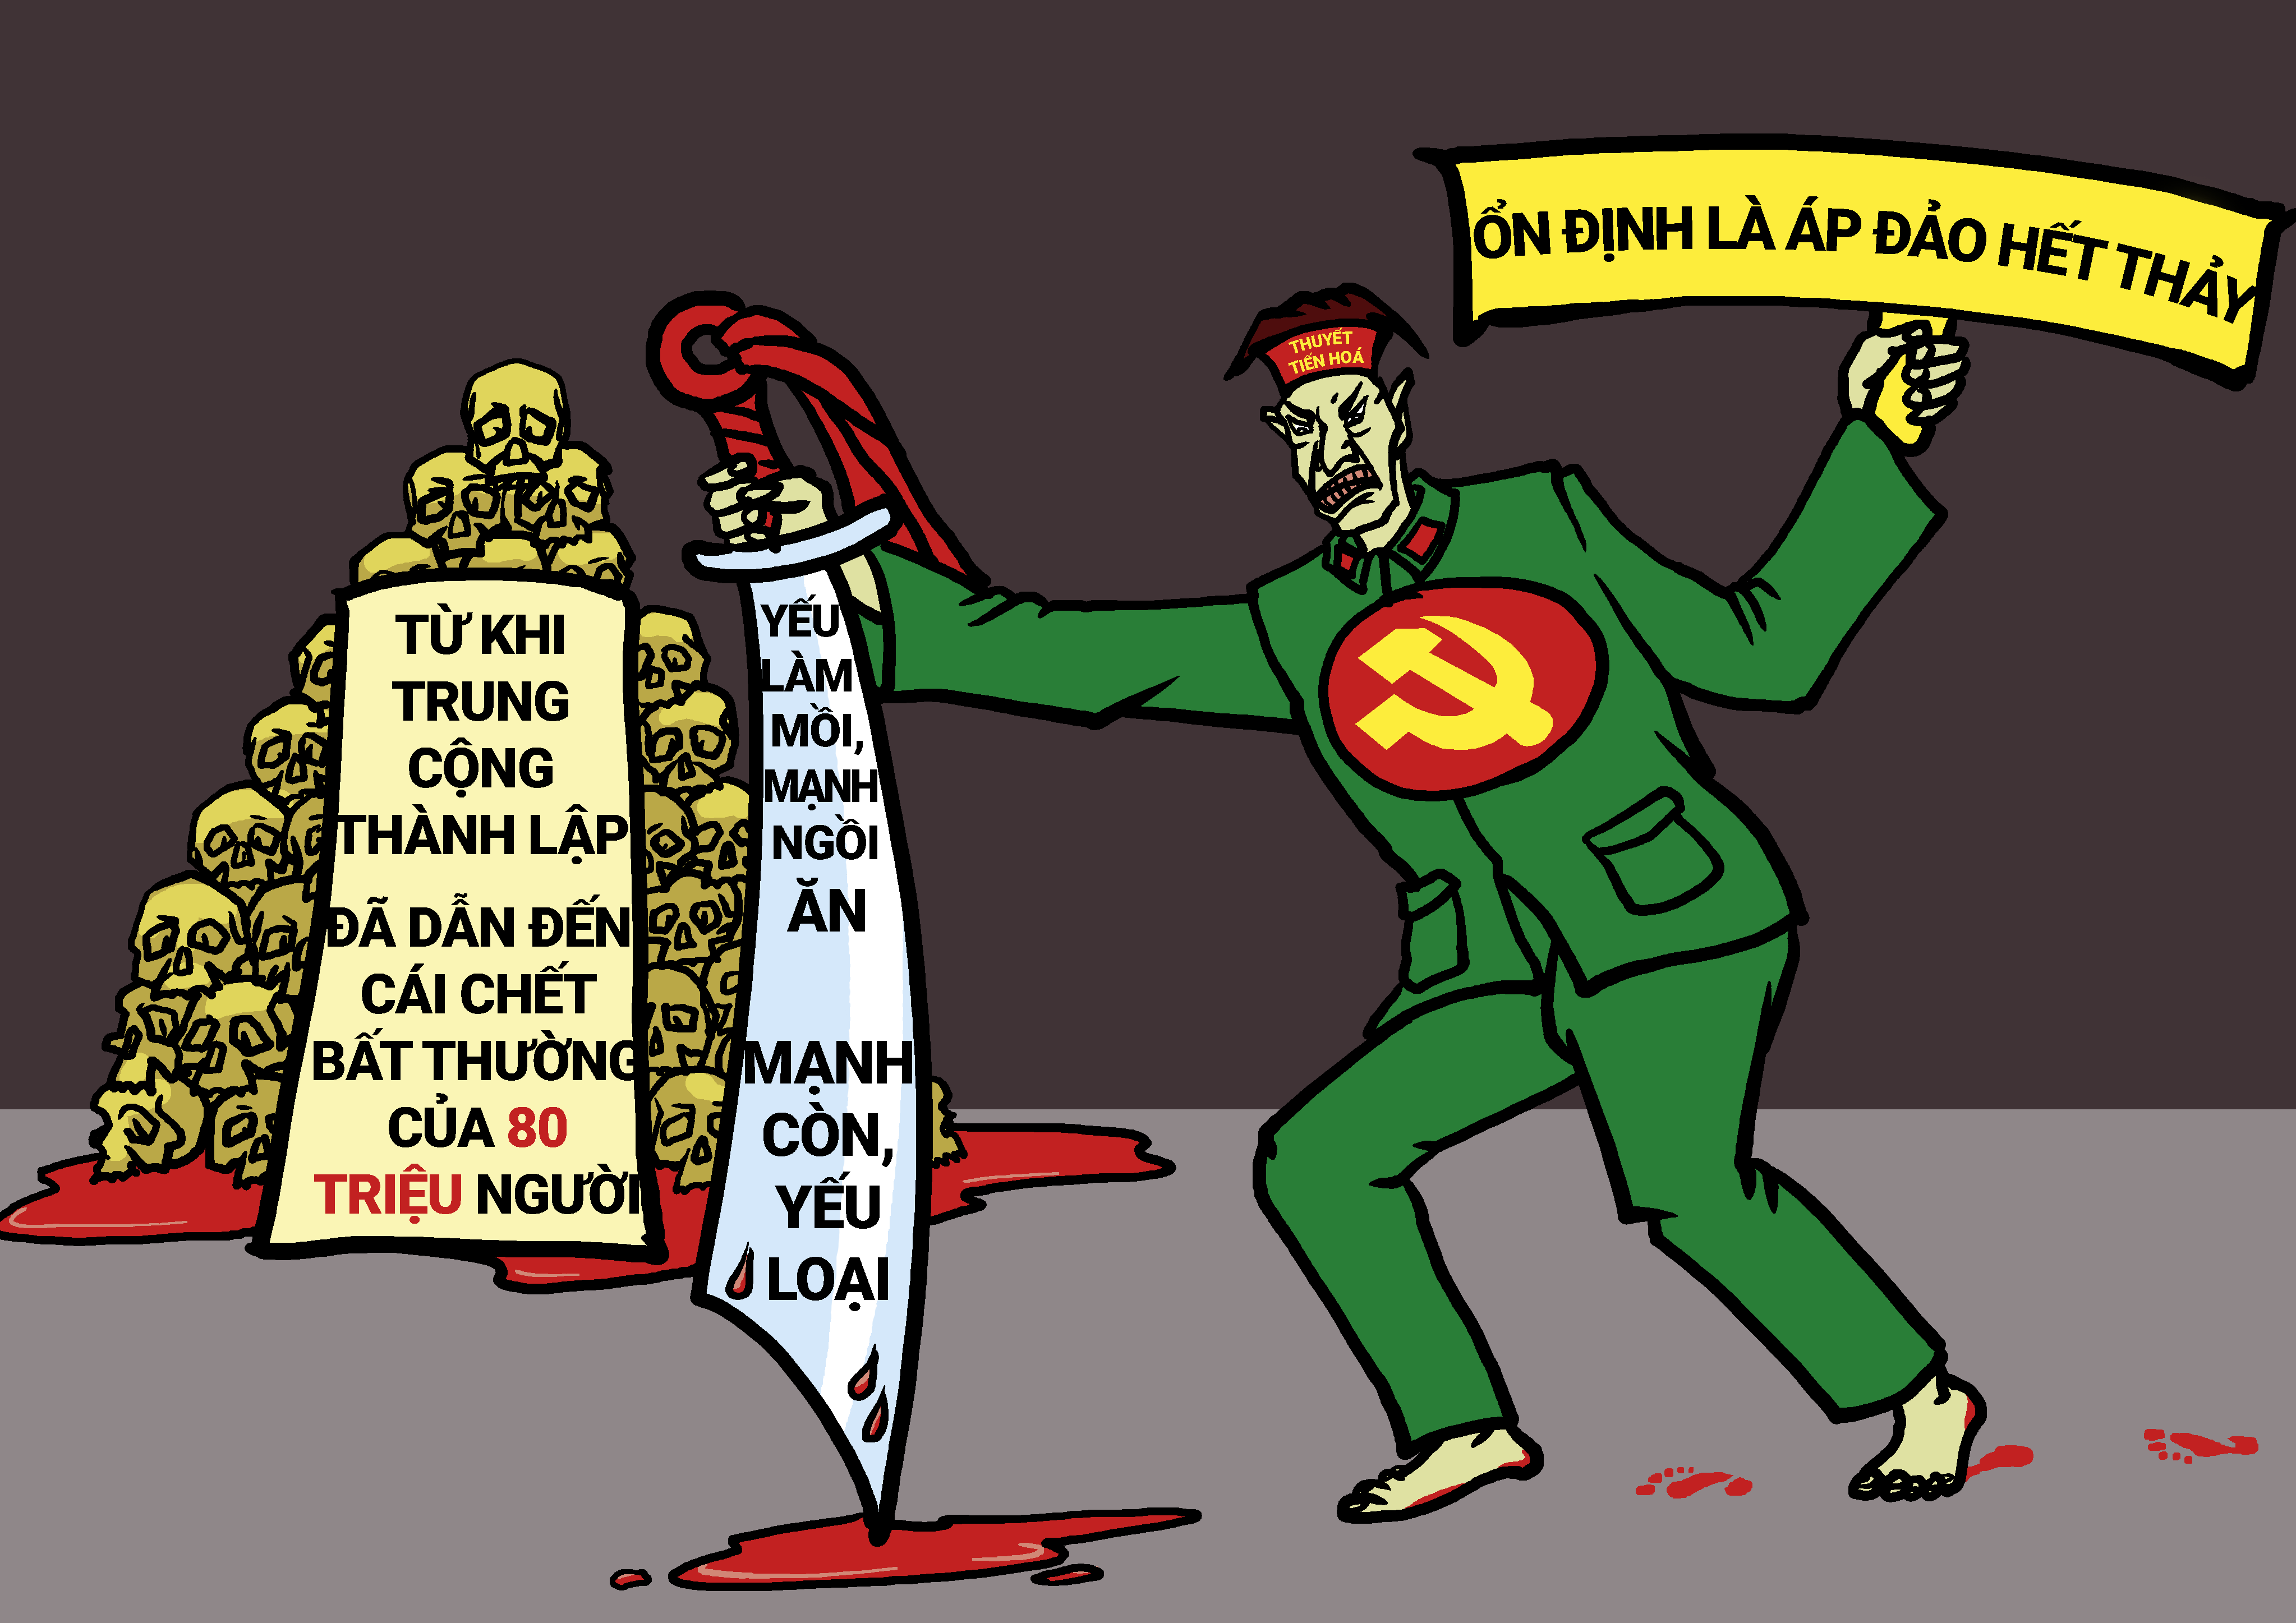 ỔN ĐỊNH LÀ ÁP ĐẢO HẾT THẢY
THUYẾT
TIẾN HOÁ
TỪ KHI
TRUNG
CỘNG
THÀNH LẬP
ĐÃ DẪN ĐẾN
CÁI CHẾT
BẤT THƯỜNG
CỦA 80
TRIỆU NGƯỜI
YẾU
LÀM
MỒI,
MẠNH
NGỒI
ĂN
MẠNH
CÒN,
YẾU
LOẠI